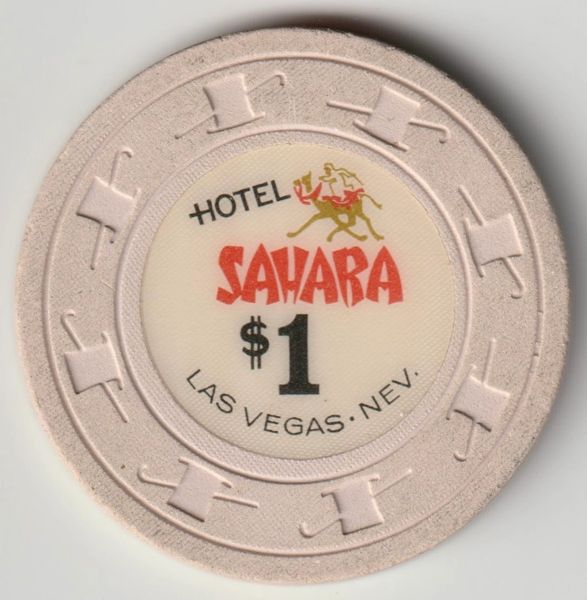 HOTEL
SAHARA
$1
LAS VEGAS · NEV.